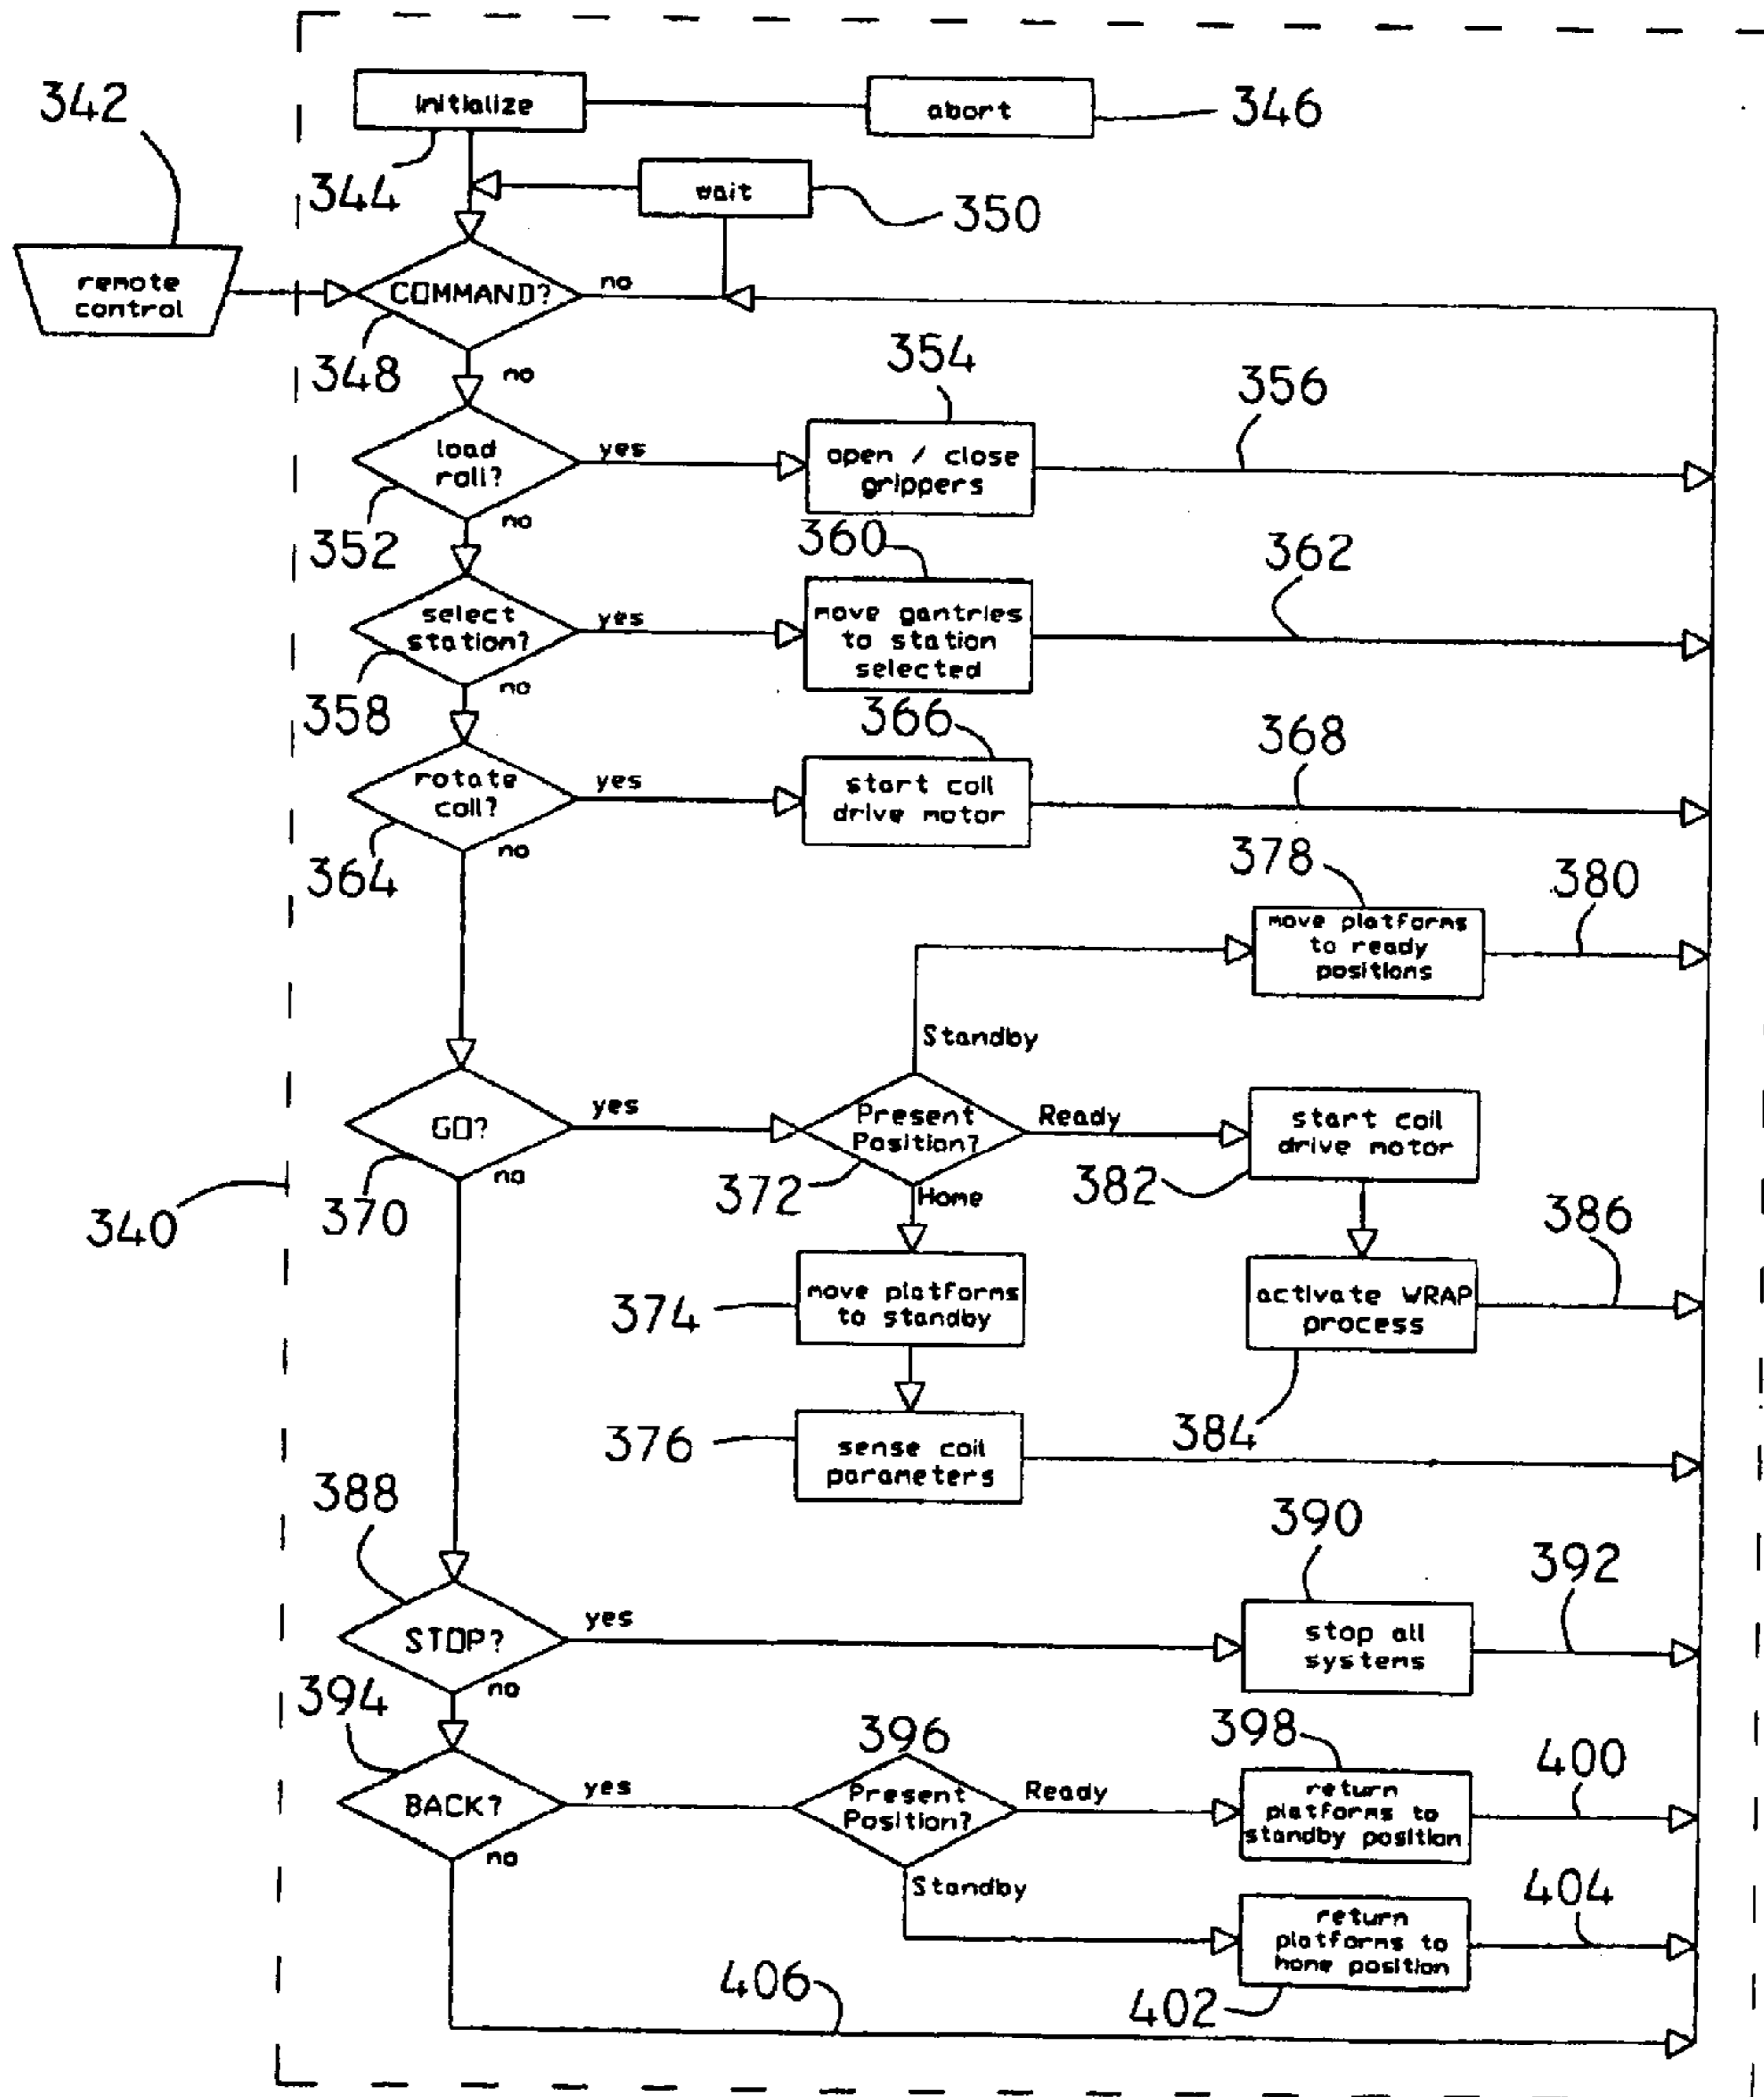 342
initialize
abort
346
344
wait
350
remote
control
COMMAND?
no
348
no
354
356
load
roll?
yes
open / close
grippers
352
no
360
362
select
station?
yes
move gantries
to station
selected
358
no
366
368
rotate
coil?
yes
start coil
drive motor
364
no
378
380
move platforms
to ready
positions
Standby
GO?
yes
Present
Position?
Ready
start coil
drive motor
340
370
no
372
Home
382
386
374
move platforms
to standby
activate WRAP
process
384
376
sense coil
parameters
388
390
392
STOP?
yes
stop all
systems
394
no
396
398
400
BACK?
yes
Present
Position?
Ready
return
platforms to
standby position
no
Standby
404
return
platforms to
home position
406
402